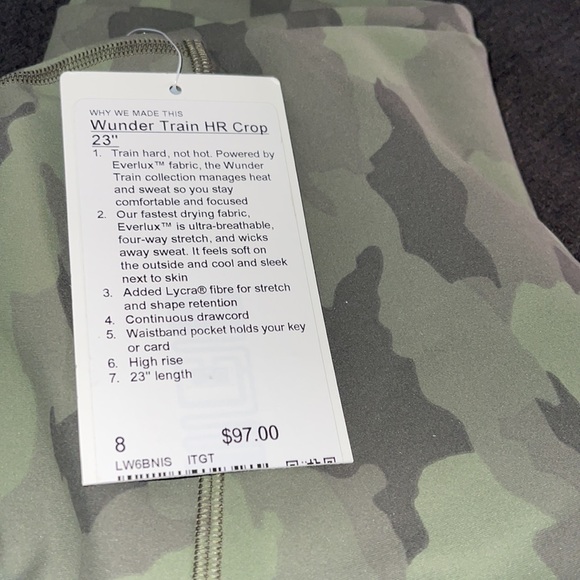 WHY WE MADE THIS
Wunder Train HR Crop
23"
1. Train hard, not hot. Powered by
Everlux™ fabric, the Wunder
Train collection manages heat
and sweat so you stay
comfortable and focused
2. Our fastest drying fabric,
Everlux™ is ultra-breathable,
four-way stretch, and wicks
away sweat. It feels soft on
the outside and cool and sleek
next to skin
3. Added Lycra® fibre for stretch
and shape retention
4. Continuous drawcord
5. Waistband pocket holds your key
or card
6. High rise
7. 23" length
8 $97.00
LW6BNIS ITGT